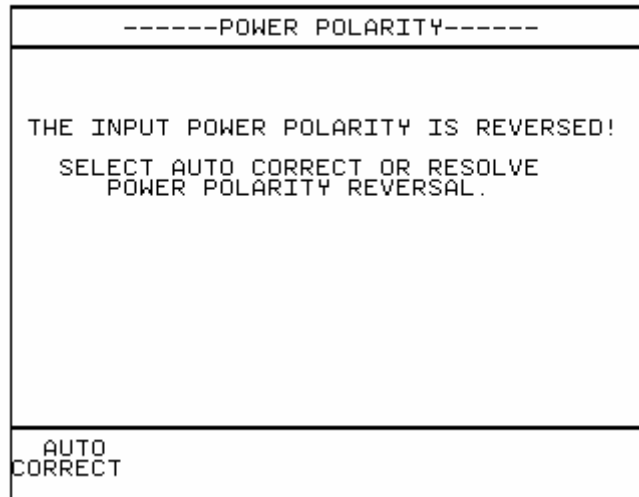 ------POWER POLARITY------
THE INPUT POWER POLARITY IS REVERSED!
SELECT AUTO CORRECT OR RESOLVE
POWER POLARITY REVERSAL.
AUTO
CORRECT